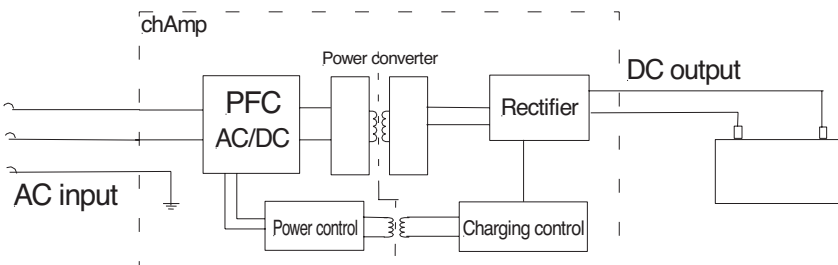 chAmp
Power converter
DC output
PFC
AC/DC
Rectifier
AC input
Power control
Charging control